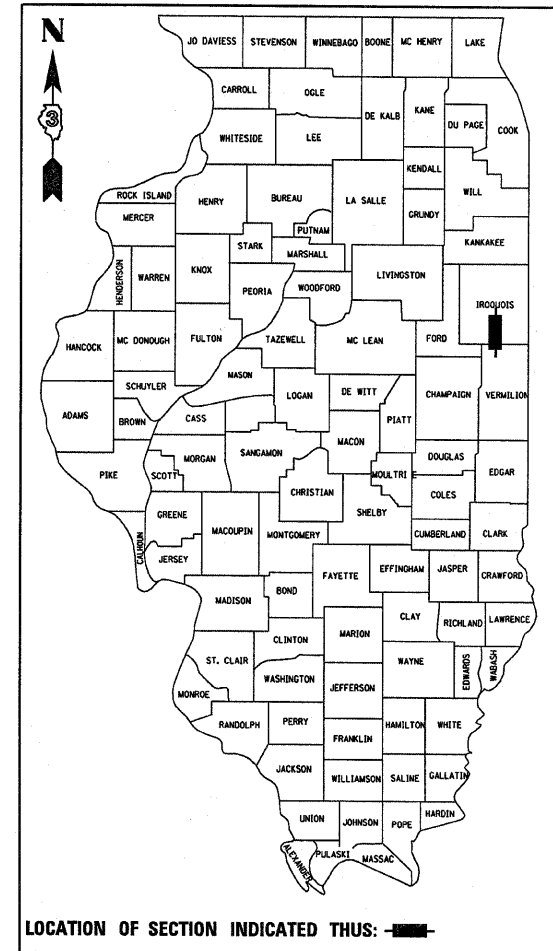 N
3
JO DAVIESS STEVENSON WINNEBAGO BOONE MC HENRY LAKE
CARROLL OGLE DE KALB KANE DU PAGE COOK
WHITESIDE LEE
KENDALL WILL
ROCK ISLAND HENRY BUREAU LA SALLE GRUNDY
MERCER PUTNAM
STARK MARSHALL KANKAKEE
HENDERSON WARREN KNOX PEORIA WOODFORD LIVINGSTON IROQUOIS
HANCOCK MC DONOUGH FULTON TAZEWELL MC LEAN FORD
SCHUYLER MASON
ADAMS BROWN CASS LOGAN DE WITT PIATT CHAMPAIGN VERMILION
MORGAN SANGAMON MACON
PIKE SCOTT CHRISTIAN MOULTRI DOUGLAS EDGAR
COLES
CALHOUN GREENE MACOUPIN MONTGOMERY SHELBY CUMBERLAND CLARK
JERSEY FAYETTE EFFINGHAM JASPER CRAWFORD
MADISON BOND
CLINTON MARION CLAY RICHLAND LAWRENCE
ST. CLAIR WASHINGTON WAYNE EDWARDS WABASH
MONROE JEFFERSON
RANDOLPH PERRY HAMILTON WHITE
FRANKLIN
JACKSON WILLIAMSON SALINE GALLATIN
UNION JOHNSON POPE HARDIN
ALEXANDER PULASKI MASSAC
LOCATION OF SECTION INDICATED THUS: